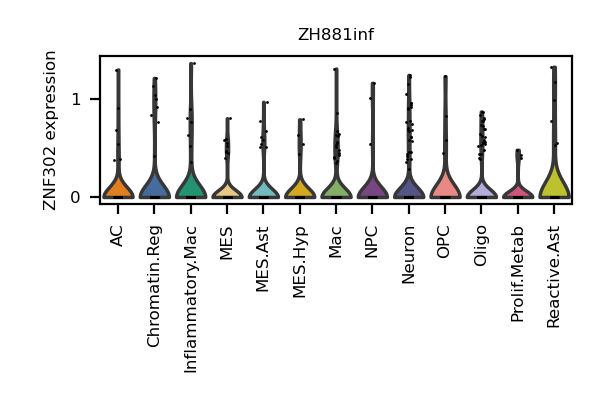 ZH881inf
ZNF302 expression
1
0
AC
Chromatin.Reg
Inflammatory.Mac
MES
MES.Ast
MES.Hyp
Mac
NPC
Neuron
OPC
Oligo
Prolif.Metab
Reactive.Ast